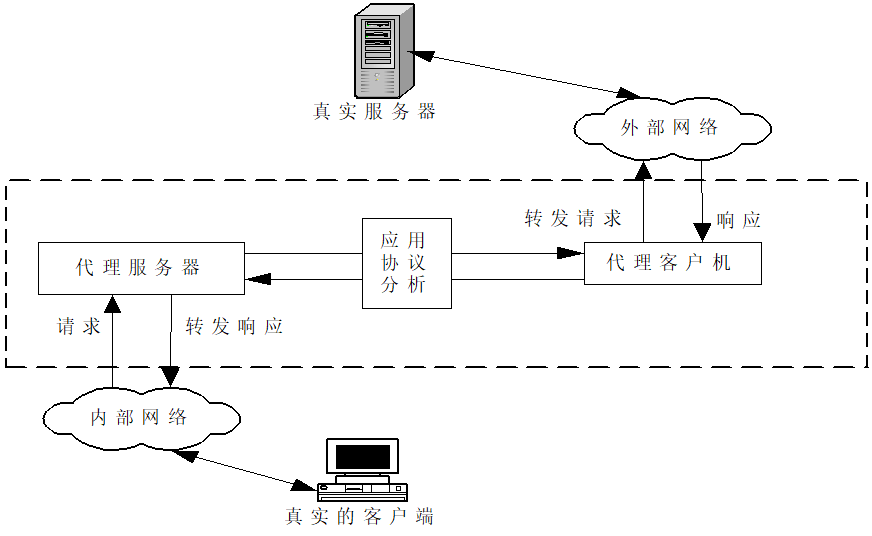 真实服务器
外部网络
转发请求
响应
应用
协议
分析
代理服务器
代理客户机
请求
转发响应
内部网络
真实的客户端